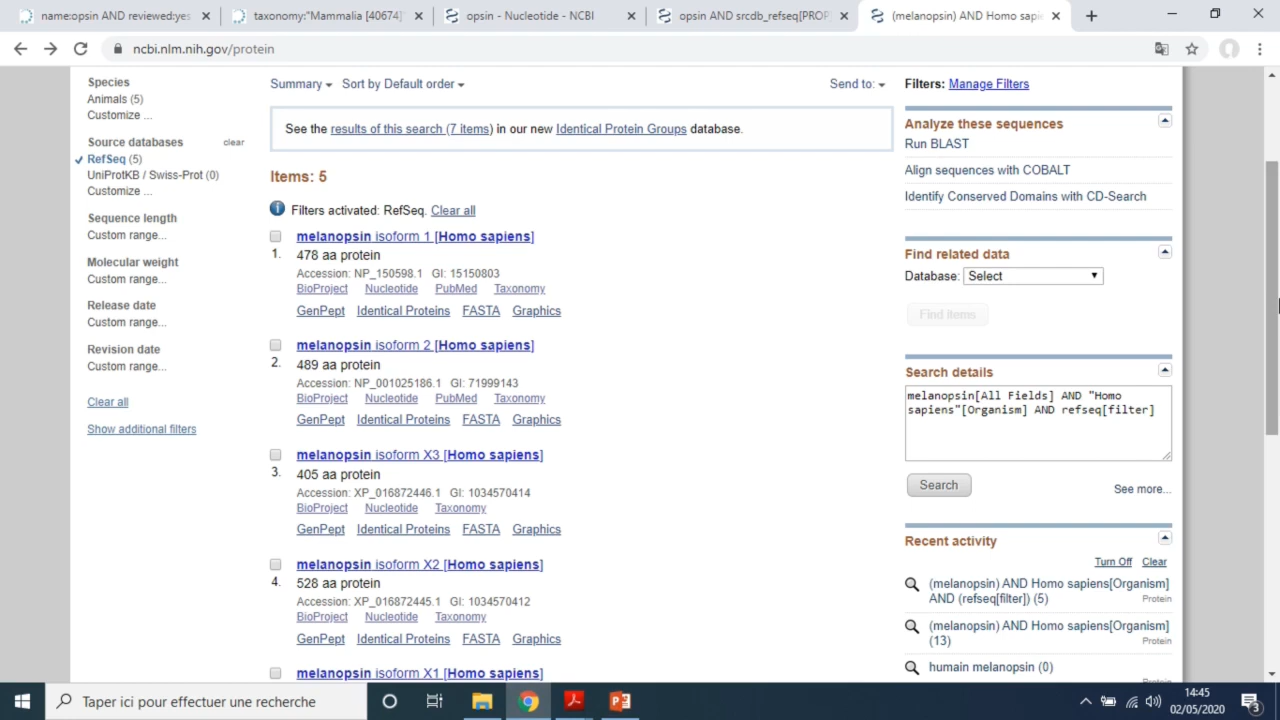 name:opsin AND reviewed:yes
taxonomy:"Mammalia [40674]"
opsin - Nucleotide - NCBI
opsin AND srcdb_refseq[PROP
(melanopsin) AND Homo sapie
ncbi.nlm.nih.gov/protein
Species
Animals (5)
Customize ...
Source databases clear
RefSeq (5)
UniProtKB / Swiss-Prot (0)
Customize ...
Sequence length
Custom range...
Molecular weight
Custom range...
Release date
Custom range...
Revision date
Custom range...
Clear all
Show additional filters
Summary Sort by Default order Send to:
See the results of this search (7 items) in our new Identical Protein Groups database.
Items: 5
Filters activated: RefSeq. Clear all
melanopsin isoform 1 [Homo sapiens]
1. 478 aa protein
Accession: NP_150598.1 GI: 15150803
BioProject Nucleotide PubMed Taxonomy
GenPept Identical Proteins FASTA Graphics
melanopsin isoform 2 [Homo sapiens]
2. 489 aa protein
Accession: NP_001025186.1 GI: 71999143
BioProject Nucleotide PubMed Taxonomy
GenPept Identical Proteins FASTA Graphics
melanopsin isoform X3 [Homo sapiens]
3. 405 aa protein
Accession: XP_016872446.1 GI: 1034570414
BioProject Nucleotide Taxonomy
GenPept Identical Proteins FASTA Graphics
melanopsin isoform X2 [Homo sapiens]
4. 528 aa protein
Accession: XP_016872445.1 GI: 1034570412
BioProject Nucleotide Taxonomy
GenPept Identical Proteins FASTA Graphics
melanopsin isoform X1 [Homo sapiens]
Filters: Manage Filters
Analyze these sequences
Run BLAST
Align sequences with COBALT
Identify Conserved Domains with CD-Search
Find related data
Database: Select
Find items
Search details
melanopsin[All Fields] AND "Homo
sapiens"[Organism] AND refseq[filter]
Search
See more...
Recent activity
Turn Off Clear
(melanopsin) AND Homo sapiens[Organism]
AND (refseq[filter]) (5) Protein
(melanopsin) AND Homo sapiens[Organism]
(13) Protein
human melanopsin (0)
Taper ici pour effectuer une recherche
14:45
02/05/2020
3